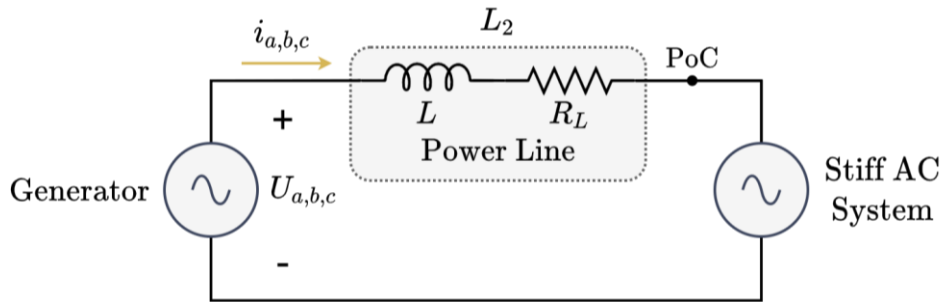 i_{a,b,c}
L_2
PoC
L
R_L
Power Line
+
Generator
U_{a,b,c}
-
Stiff AC
System